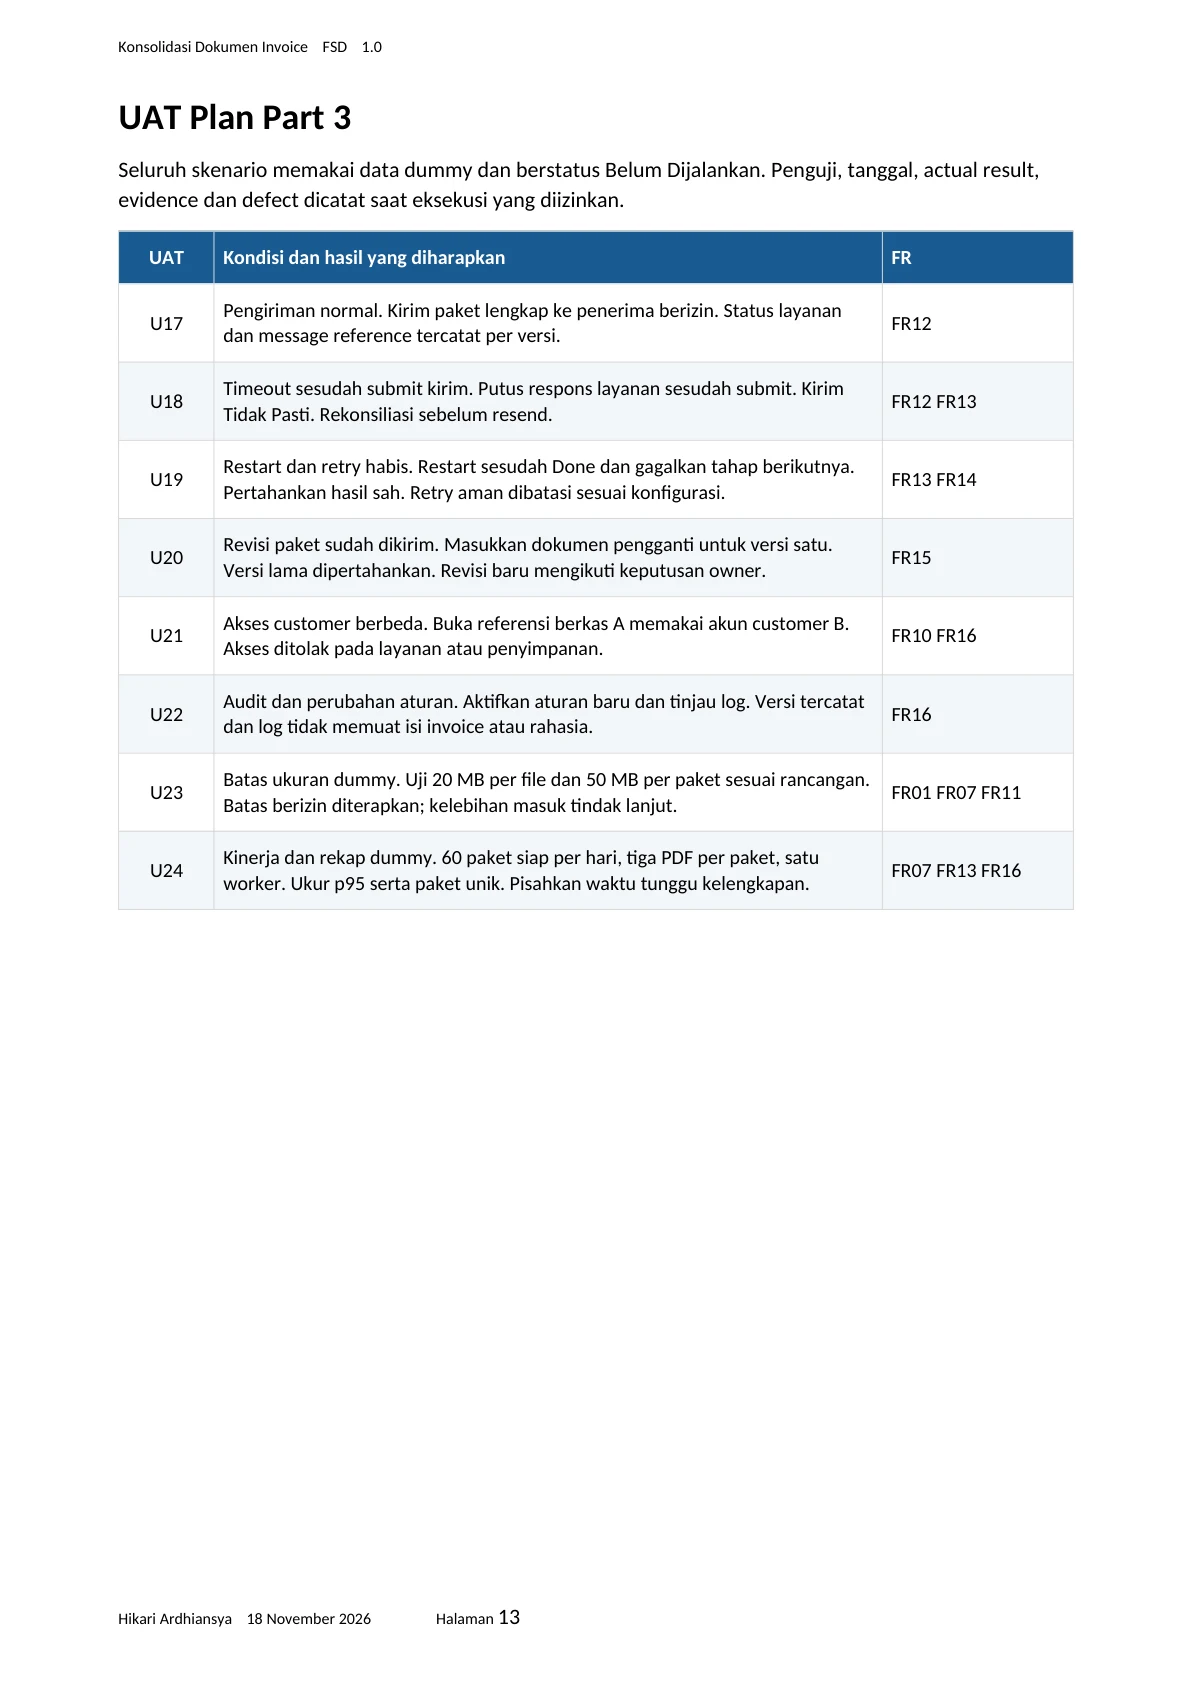 Konsolidasi Dokumen Invoice FSD 1.0
UAT Plan Part 3
Seluruh skenario memakai data dummy dan berstatus Belum Dijalankan. Penguji, tanggal, actual result,
evidence dan defect dicatat saat eksekusi yang diizinkan.
UAT Kondisi dan hasil yang diharapkan FR
U17 Pengiriman normal. Kirim paket lengkap ke penerima berizin. Status layanan
dan message reference tercatat per versi. FR12
U18 Timeout sesudah submit kirim. Putus respons layanan sesudah submit. Kirim
Tidak Pasti. Rekonsiliasi sebelum resend. FR12 FR13
U19 Restart dan retry habis. Restart sesudah Done dan gagalkan tahap berikutnya.
Pertahankan hasil sah. Retry aman dibatasi sesuai konfigurasi. FR13 FR14
U20 Revisi paket sudah dikirim. Masukkan dokumen pengganti untuk versi satu.
Versi lama dipertahankan. Revisi baru mengikuti keputusan owner. FR15
U21 Akses customer berbeda. Buka referensi berkas A memakai akun customer B.
Akses ditolak pada layanan atau penyimpanan. FR10 FR16
U22 Audit dan perubahan aturan. Aktifkan aturan baru dan tinjau log. Versi tercatat
dan log tidak memuat isi invoice atau rahasia. FR16
U23 Batas ukuran dummy. Uji 20 MB per file dan 50 MB per paket sesuai rancangan.
Batas berizin diterapkan; kelebihan masuk tindak lanjut. FR01 FR07 FR11
U24 Kinerja dan rekap dummy. 60 paket siap per hari, tiga PDF per paket, satu
worker. Ukur p95 serta paket unik. Pisahkan waktu tunggu kelengkapan. FR07 FR13 FR16
Hikari Ardhiansya 18 November 2026 Halaman 13